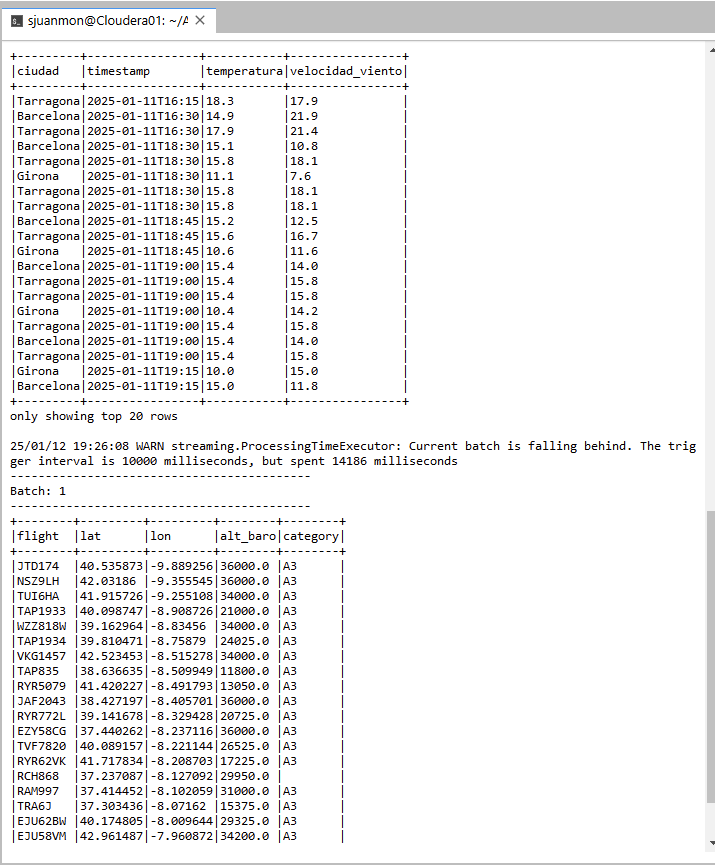 sjuanmon@Cloudera01: ~/A
+---------+----------------+-----------+----------------+
|ciudad   |timestamp       |temperatura|velocidad_viento|
+---------+----------------+-----------+----------------+
|Tarragona|2025-01-11T16:15|18.3       |17.9            |
|Barcelona|2025-01-11T16:30|14.9       |21.9            |
|Tarragona|2025-01-11T16:30|17.9       |21.4            |
|Barcelona|2025-01-11T18:30|15.1       |10.8            |
|Tarragona|2025-01-11T18:30|15.8       |18.1            |
|Girona   |2025-01-11T18:30|11.1       |7.6             |
|Tarragona|2025-01-11T18:30|15.8       |18.1            |
|Tarragona|2025-01-11T18:30|15.8       |18.1            |
|Barcelona|2025-01-11T18:45|15.2       |12.5            |
|Tarragona|2025-01-11T18:45|15.6       |16.7            |
|Girona   |2025-01-11T18:45|10.6       |11.6            |
|Barcelona|2025-01-11T19:00|15.4       |14.0            |
|Tarragona|2025-01-11T19:00|15.4       |15.8            |
|Tarragona|2025-01-11T19:00|15.4       |15.8            |
|Girona   |2025-01-11T19:00|10.4       |14.2            |
|Tarragona|2025-01-11T19:00|15.4       |15.8            |
|Barcelona|2025-01-11T19:00|15.4       |14.0            |
|Tarragona|2025-01-11T19:00|15.4       |15.8            |
|Girona   |2025-01-11T19:15|10.0       |15.0            |
|Barcelona|2025-01-11T19:15|15.0       |11.8            |
+---------+----------------+-----------+----------------+
only showing top 20 rows
25/01/12 19:26:08 WARN streaming.ProcessingTimeExecutor: Current batch is falling behind. The trig
ger interval is 10000 milliseconds, but spent 14186 milliseconds
-------------------------------------------
Batch: 1
-------------------------------------------
+--------+---------+---------+--------+--------+
|flight  |lat      |lon      |alt_baro|category|
+--------+---------+---------+--------+--------+
|JTD174  |40.535873|-9.889256|36000.0 |A3      |
|NSZ9LH  |42.03186 |-9.355545|36000.0 |A3      |
|TUI6HA  |41.915726|-9.255108|34000.0 |A3      |
|TAP1933 |40.098747|-8.908726|21000.0 |A3      |
|WZZ818W |39.162964|-8.83456 |34000.0 |A3      |
|TAP1934 |39.810471|-8.75879 |24025.0 |A3      |
|VKG1457 |42.523453|-8.515278|34000.0 |A3      |
|TAP835  |38.636635|-8.509949|11800.0 |A3      |
|RYR5079 |41.420227|-8.491793|13050.0 |A3      |
|JAF2043 |38.427197|-8.405701|36000.0 |A3      |
|RYR772L |39.141678|-8.329428|20725.0 |A3      |
|EZY58CG |37.440262|-8.237116|36000.0 |A3      |
|TVF7820 |40.089157|-8.221144|26525.0 |A3      |
|RYR62VK |41.717834|-8.208703|17225.0 |A3      |
|RCH868  |37.237087|-8.127092|29950.0 |        |
|RAM997  |37.414452|-8.102059|31000.0 |A3      |
|TRA6J   |37.303436|-8.07162 |15375.0 |A3      |
|EJU62BW |40.174805|-8.009644|29325.0 |A3      |
|EJU58VM |42.961487|-7.960872|34200.0 |A3      |